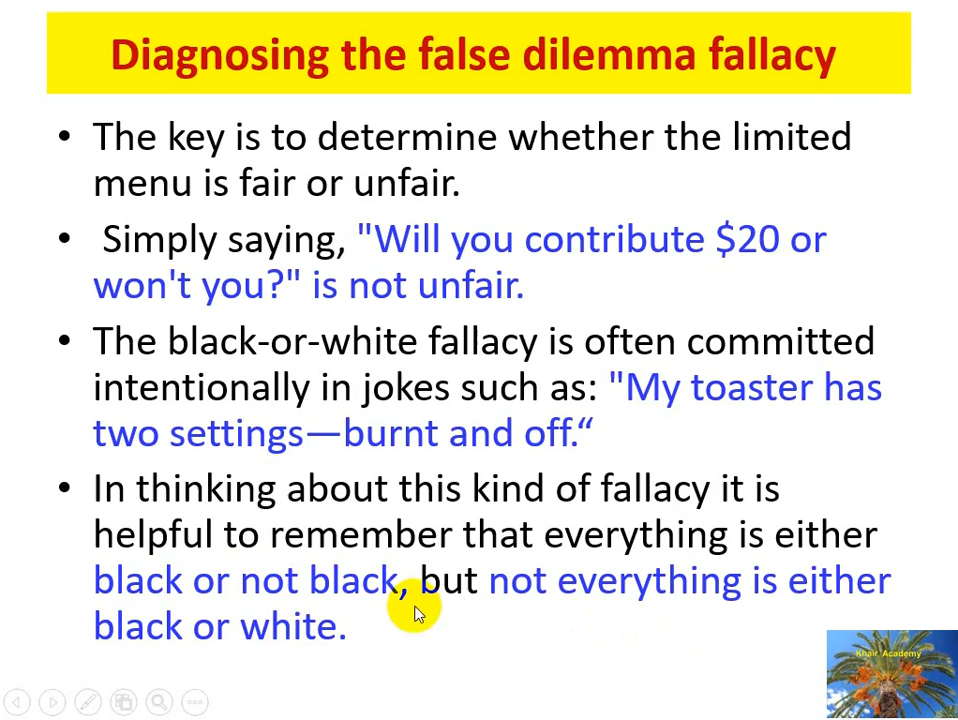 Diagnosing the false dilemma fallacy
• The key is to determine whether the limited
menu is fair or unfair.
• Simply saying, "Will you contribute $20 or
won't you?" is not unfair.
• The black-or-white fallacy is often committed
intentionally in jokes such as: "My toaster has
two settings—burnt and off.“
• In thinking about this kind of fallacy it is
helpful to remember that everything is either
black or not black, but not everything is either
black or white.
Khair Academy